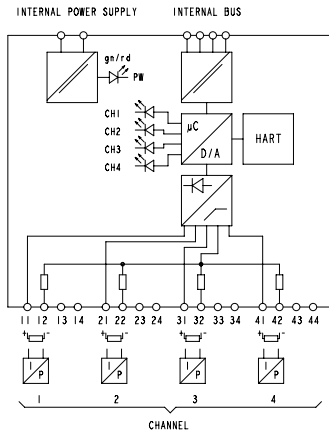 INTERNAL POWER SUPPLY INTERNAL BUS
gn/rd
PW
CH1
CH2
CH3
CH4
µC
D/A
HART
11 12 13 14 21 22 23 24 31 32 33 34 41 42 43 44
+ - + - + - + -
I P I P I P I P
1 2 3 4
CHANNEL